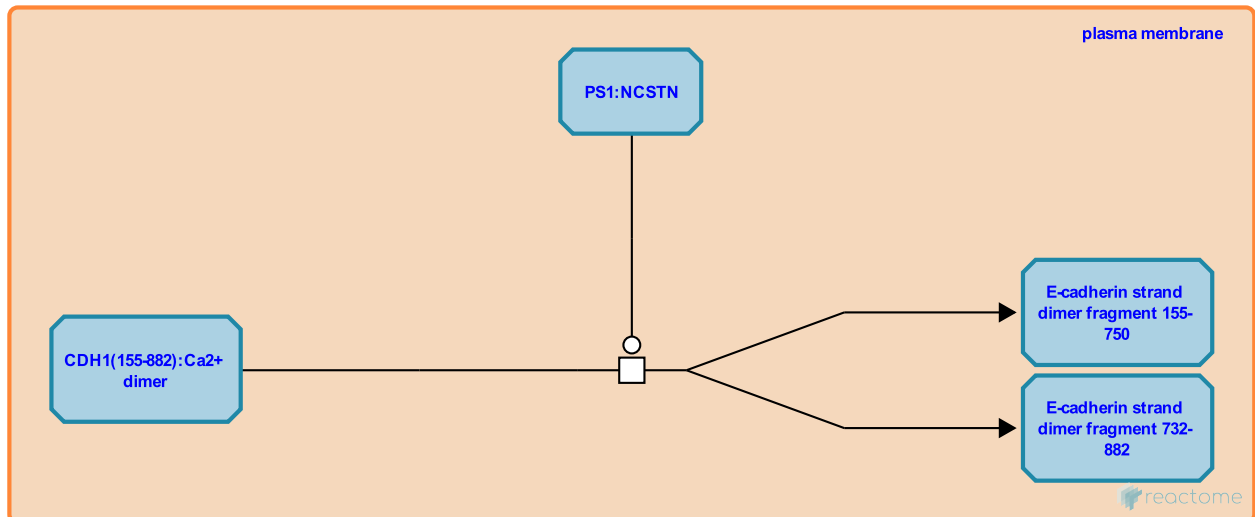 plasma membrane
PS1:NCSTN
E-cadherin strand
dimer fragment 155-
750
CDH1(155-882):Ca2+
dimer
E-cadherin strand
dimer fragment 732-
882
reactome